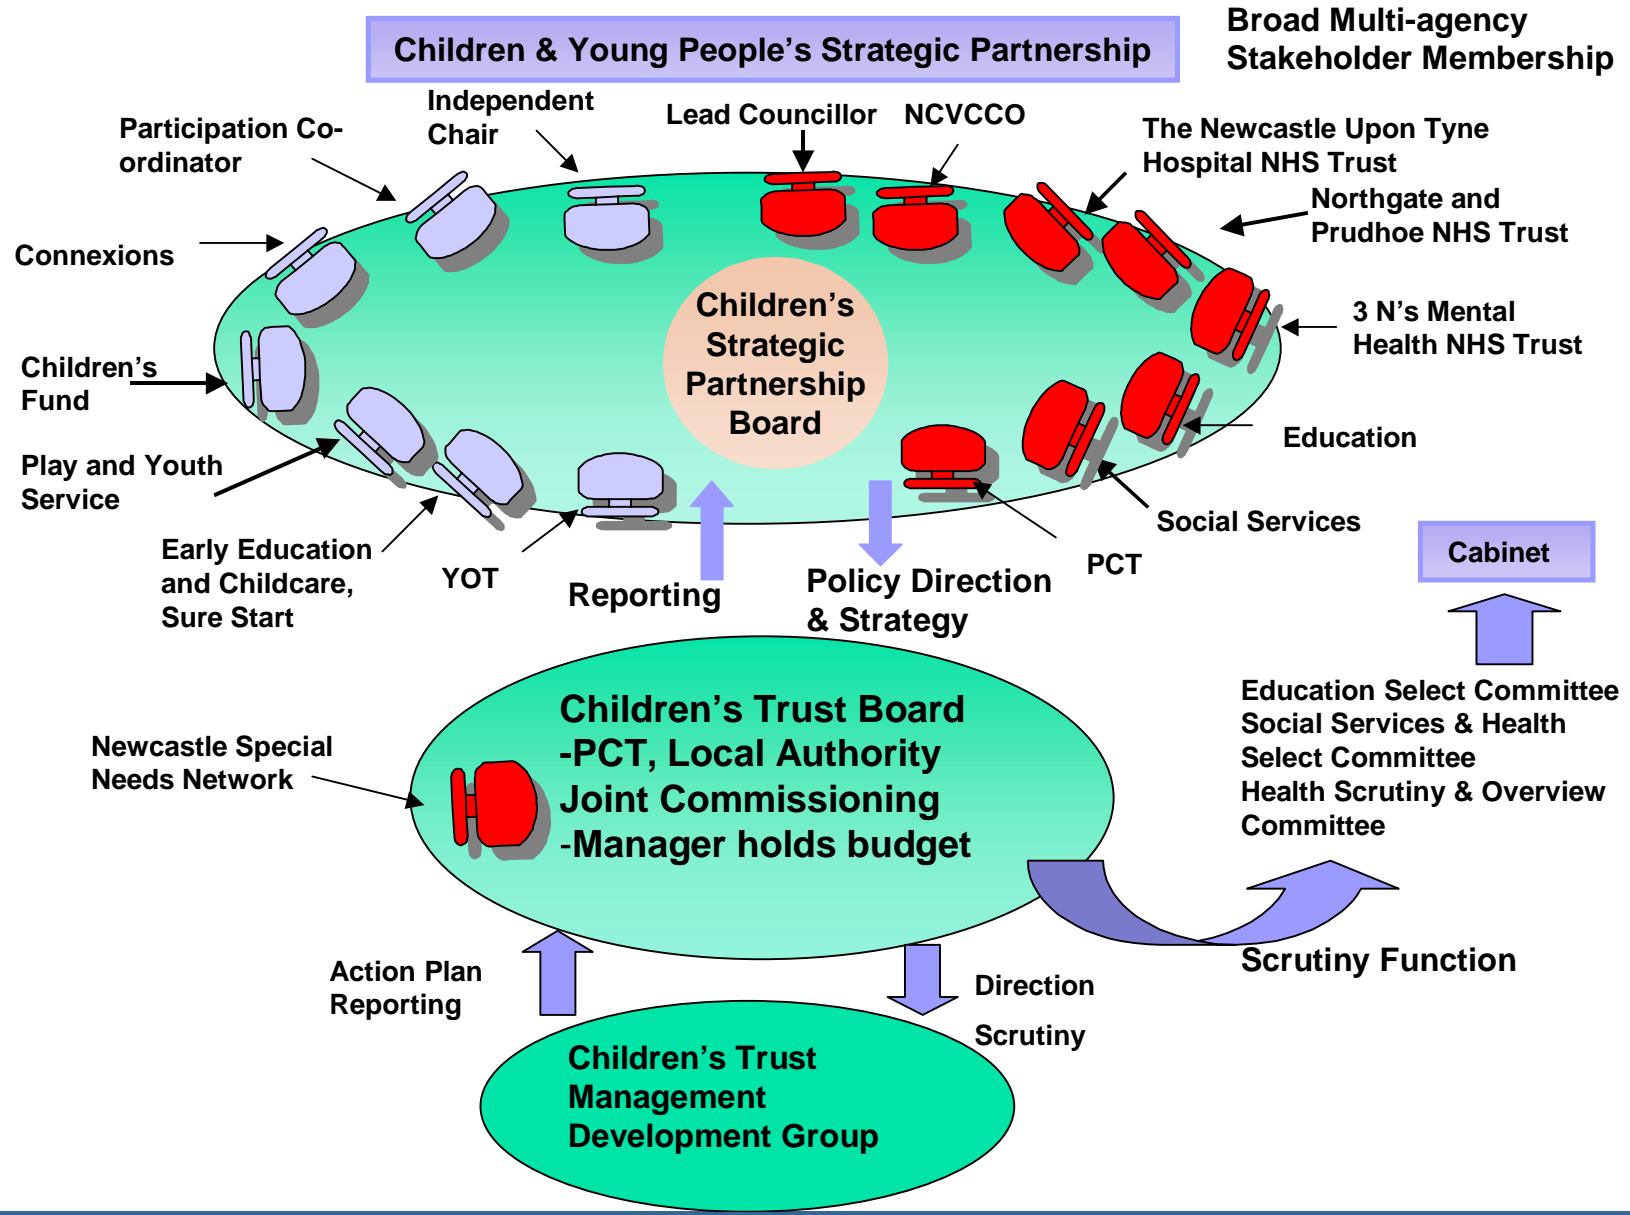 Children & Young People's Strategic Partnership
Broad Multi-agency
Stakeholder Membership
Independent
Chair
Lead Councillor
NCVCCO
Participation Co-
ordinator
The Newcastle Upon Tyne
Hospital NHS Trust
Northgate and
Prudhoe NHS Trust
Connexions
Children's
Strategic
Partnership
Board
3 N's Mental
Health NHS Trust
Children's
Fund
Education
Play and Youth
Service
Social Services
Early Education
and Childcare,
Sure Start
YOT
Reporting
Policy Direction
& Strategy
PCT
Cabinet
Children's Trust Board
-PCT, Local Authority
Joint Commissioning
-Manager holds budget
Newcastle Special
Needs Network
Education Select Committee
Social Services & Health
Select Committee
Health Scrutiny & Overview
Committee
Scrutiny Function
Action Plan
Reporting
Direction
Scrutiny
Children's Trust
Management
Development Group